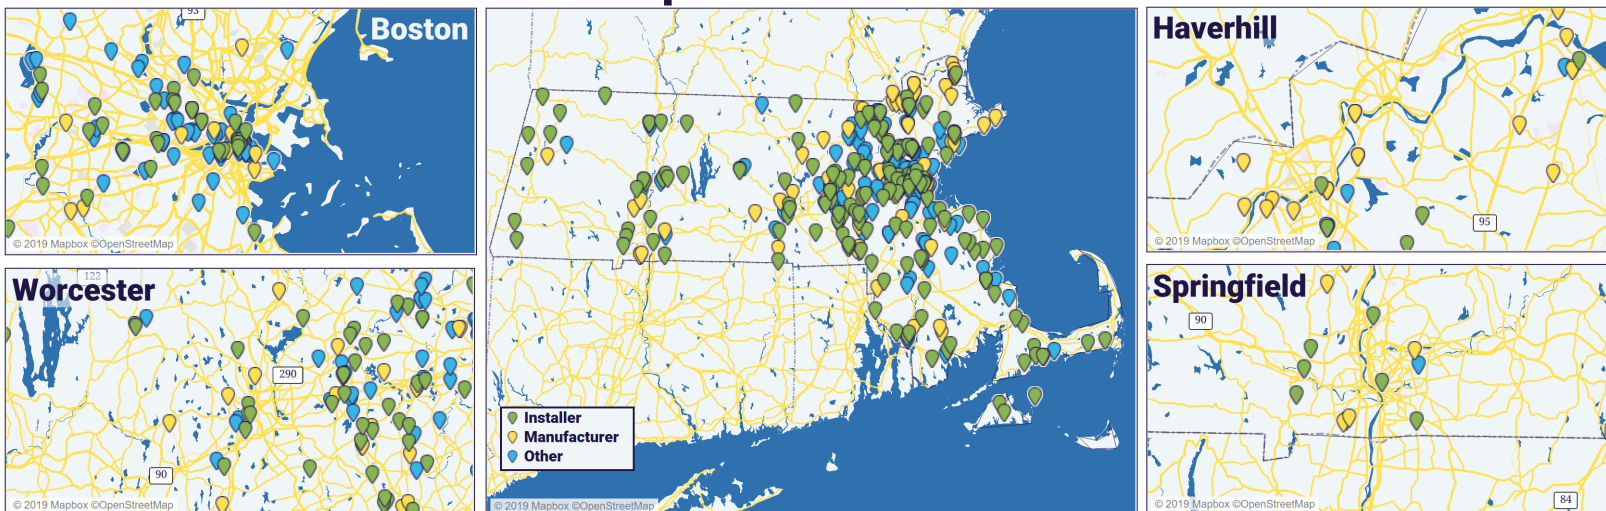 93
Boston
© 2019 Mapbox ©OpenStreetMap
122
Worcester
290
90
© 2019 Mapbox ©OpenStreetMap
Installer
Manufacturer
Other
© 2019 Mapbox ©OpenStreetMap
Haverhill
95
© 2019 Mapbox ©OpenStreetMap
Springfield
90
84
© 2019 Mapbox ©OpenStreetMap